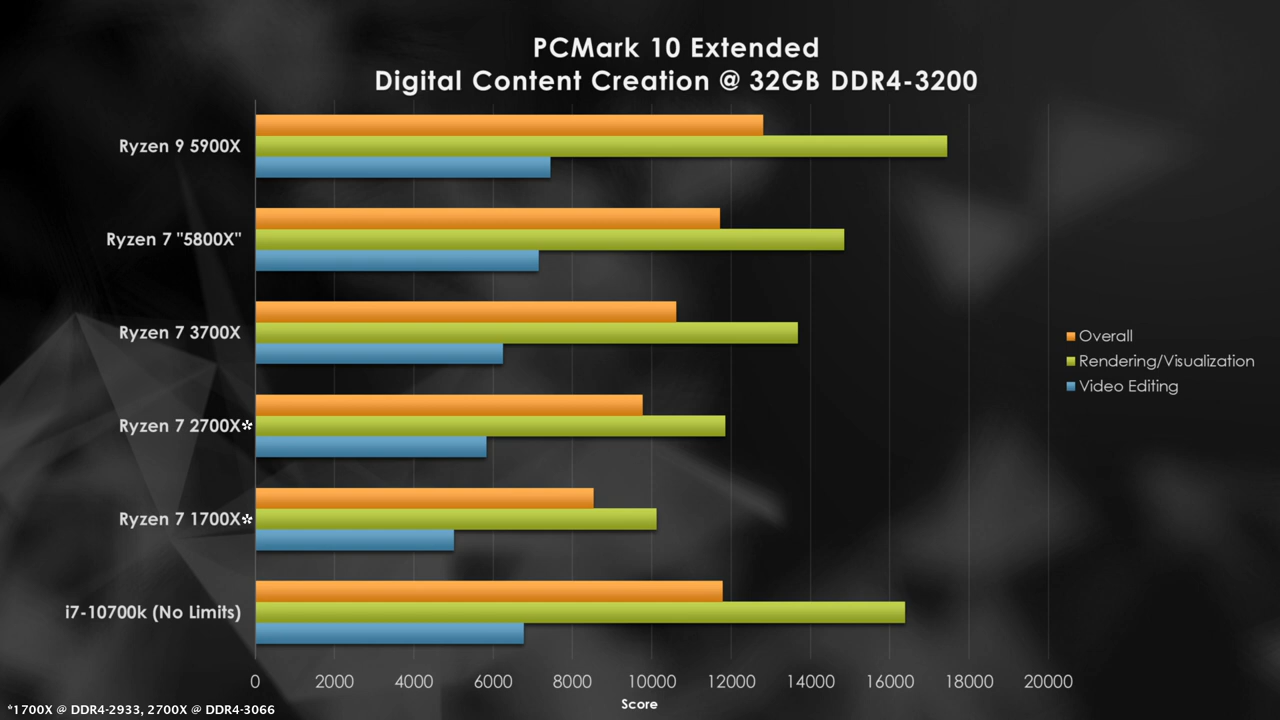 PCMark 10 Extended
Digital Content Creation @ 32GB DDR4-3200
Ryzen 9 5900X
Ryzen 7 "5800X"
Ryzen 7 3700X
Ryzen 7 2700X*
Ryzen 7 1700X*
i7-10700k (No Limits)
Overall
Rendering/Visualization
Video Editing
0 2000 4000 6000 8000 10000 12000 14000 16000 18000 20000
Score
*1700X @ DDR4-2933, 2700X @ DDR4-3066